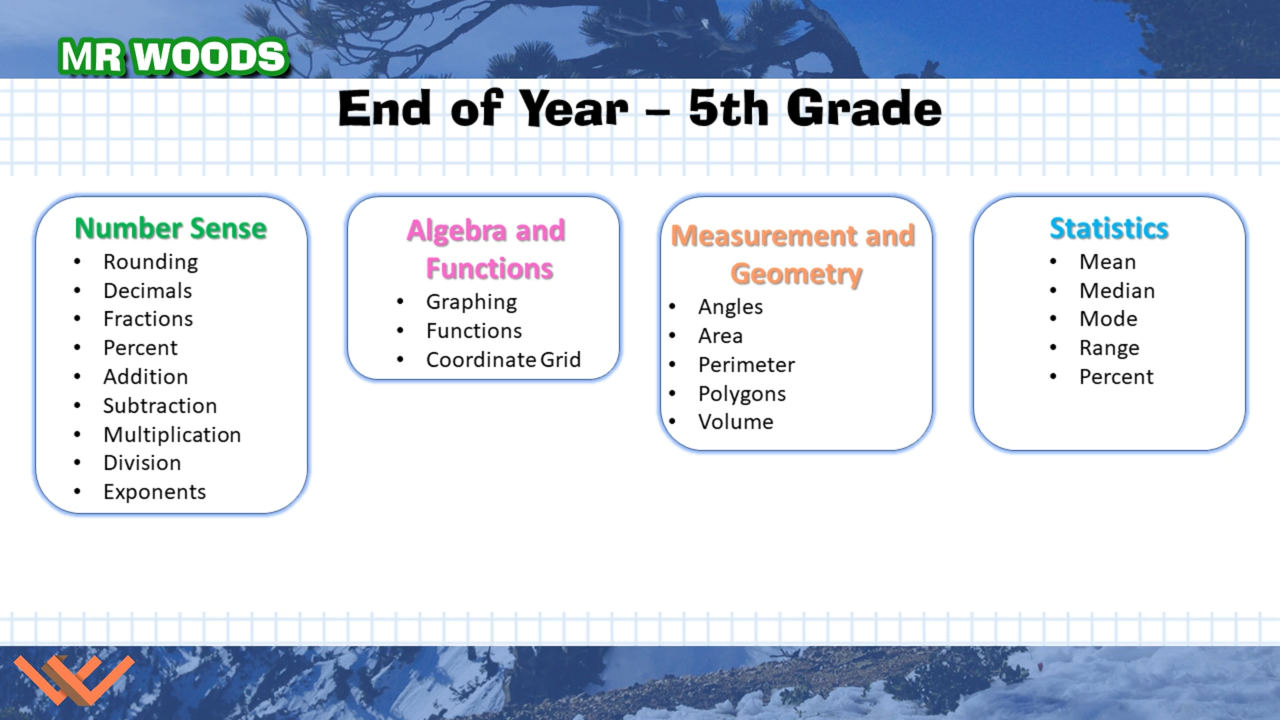 MR WOODS
End of Year – 5th Grade
Number Sense
• Rounding
• Decimals
• Fractions
• Percent
• Addition
• Subtraction
• Multiplication
• Division
• Exponents
Algebra and
Functions
• Graphing
• Functions
• Coordinate Grid
Measurement and
Geometry
• Angles
• Area
• Perimeter
• Polygons
• Volume
Statistics
• Mean
• Median
• Mode
• Range
• Percent